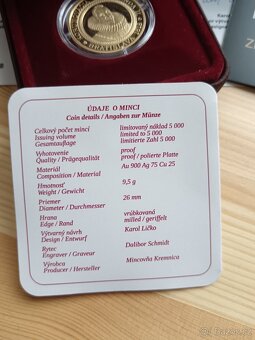 BRATISLAV
ÚDAJE O MINCI
Coin details / Angaben zur Münze
Celkový počet mincí limitovaný náklad 5 000
Issuing volume limited to 5 000
Gesamtauflage limitierte Zahl 5 000
Vyhotovenie proof
Quality / Prägequalität proof / polierte Platte
Materiál Au 900 Ag 75 Cu 25
Composition / Material
Hmotnosť 9,5 g
Weight / Gewicht
Priemer 26 mm
Diameter / Durchmesser
Hrana vrúbkovaná
Edge / Rand milled / geriffelt
Výtvarný návrh Karol Ličko
Design / Entwurf
Rytec Dalibor Schmidt
Engraver / Graveur
Výrobca Mincovňa Kremnica
Producer / Hersteller